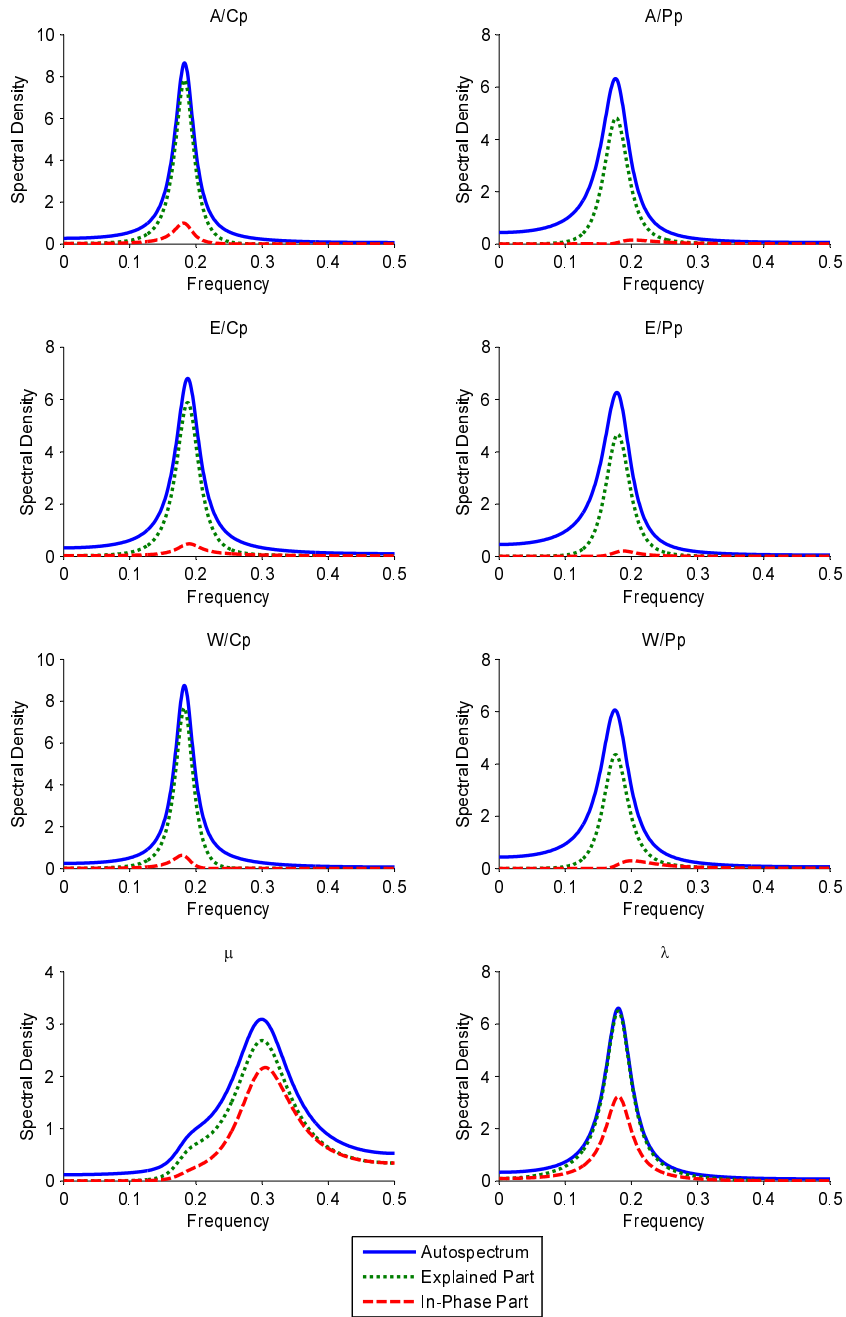 A/Cp
A/Pp
10
8
6
4
2
0
Spectral Density
0 0.1 0.2 0.3 0.4 0.5
Frequency
8
6
4
2
0
Spectral Density
0 0.1 0.2 0.3 0.4 0.5
Frequency
E/Cp
E/Pp
8
6
4
2
0
Spectral Density
0 0.1 0.2 0.3 0.4 0.5
Frequency
8
6
4
2
0
Spectral Density
0 0.1 0.2 0.3 0.4 0.5
Frequency
W/Cp
W/Pp
10
8
6
4
2
0
Spectral Density
0 0.1 0.2 0.3 0.4 0.5
Frequency
8
6
4
2
0
Spectral Density
0 0.1 0.2 0.3 0.4 0.5
Frequency
μ
λ
4
3
2
1
0
Spectral Density
0 0.1 0.2 0.3 0.4 0.5
Frequency
8
6
4
2
0
Spectral Density
0 0.1 0.2 0.3 0.4 0.5
Frequency
Autospectrum
Explained Part
In-Phase Part